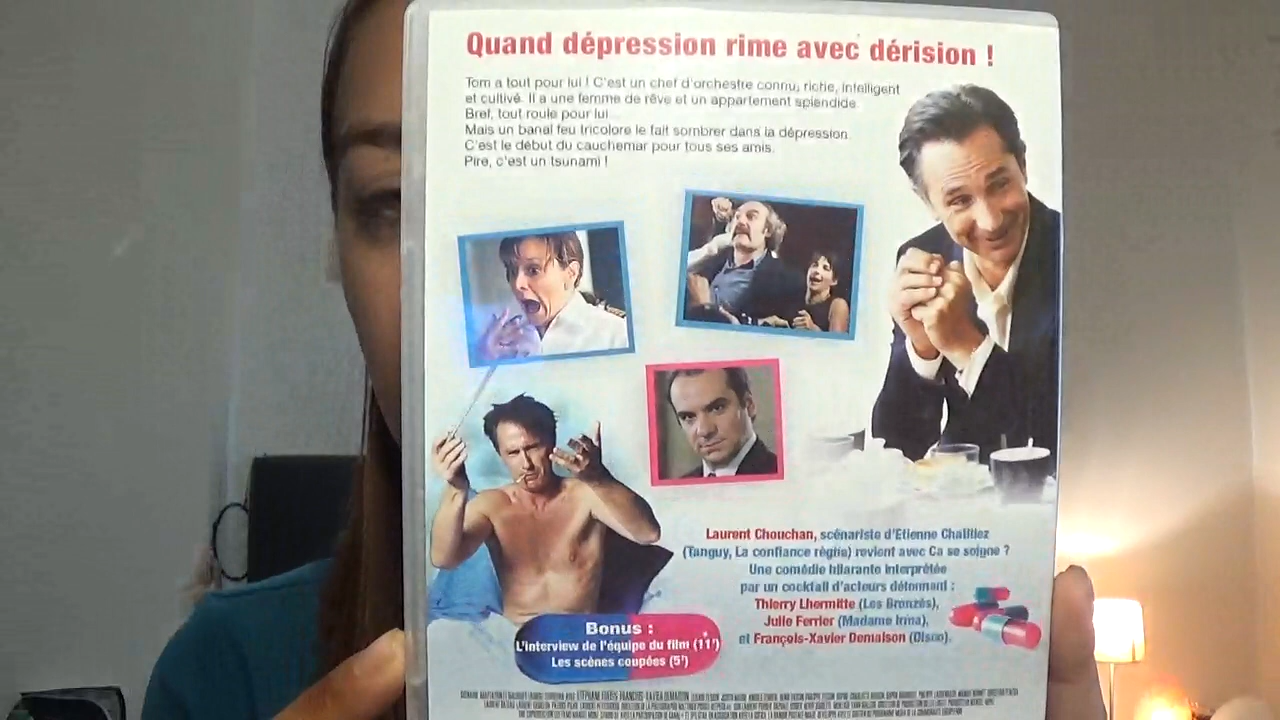 Quand dépression rime avec dérision !
Tom a tout pour lui ! C'est un chef d'orchestre connu, riche, intelligent
et cultivé. Il a une femme de rêve et un appartement splendide.
Bref, tout roule pour lui...
Mais un banal feu tricolore le fait sombrer dans la dépression.
C'est le début du cauchemar pour tous ses amis.
Pire, c'est un tsunami !
Laurent Chouchan, scénariste d'Etienne Chatiliez
(Tanguy, La confiance règne) revient avec Ca se soigne ?
Une comédie hilarante interprétée
par un cocktail d'acteurs détonnant :
Thierry Lhermitte (Les Bronzés),
Julie Ferrier (Madame Irma),
et François-Xavier Demaison (Disco).
Bonus :
L'interview de l'équipe du film (11')
Les scènes coupées (5')